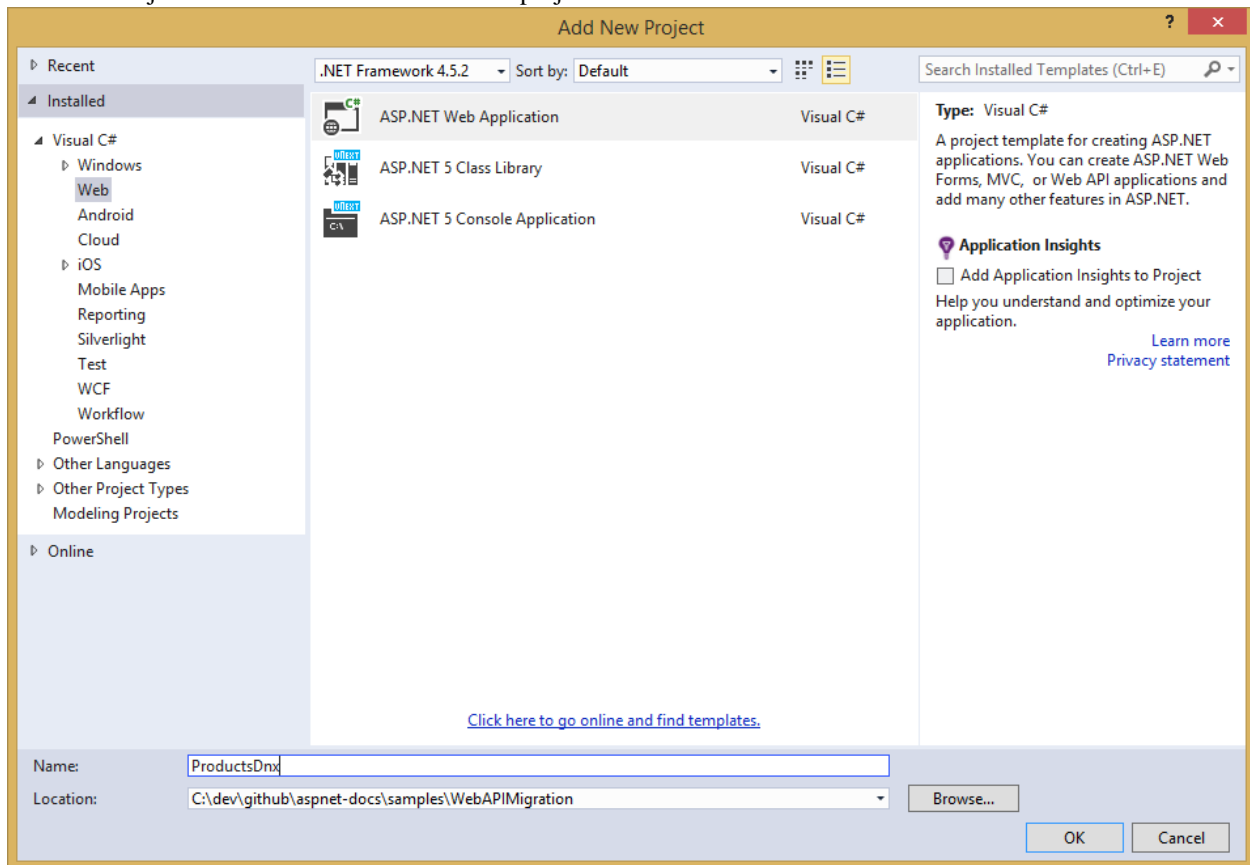 Add New Project
?
Recent
Installed
Visual C#
Windows
Web
Android
Cloud
iOS
Mobile Apps
Reporting
Silverlight
Test
WCF
Workflow
PowerShell
Other Languages
Other Project Types
Modeling Projects
Online
.NET Framework 4.5.2
Sort by: Default
C#
ASP.NET Web Application Visual C#
ASP.NET 5 Class Library Visual C#
ASP.NET 5 Console Application Visual C#
Click here to go online and find templates.
Search Installed Templates (Ctrl+E)
Type: Visual C#
A project template for creating ASP.NET
applications. You can create ASP.NET Web
Forms, MVC, or Web API applications and
add many other features in ASP.NET.
Application Insights
Add Application Insights to Project
Help you understand and optimize your
application.
Learn more
Privacy statement
Name: ProductsDnx
Location: C:\dev\github\aspnet-docs\samples\WebAPIMigration
Browse...
OK Cancel